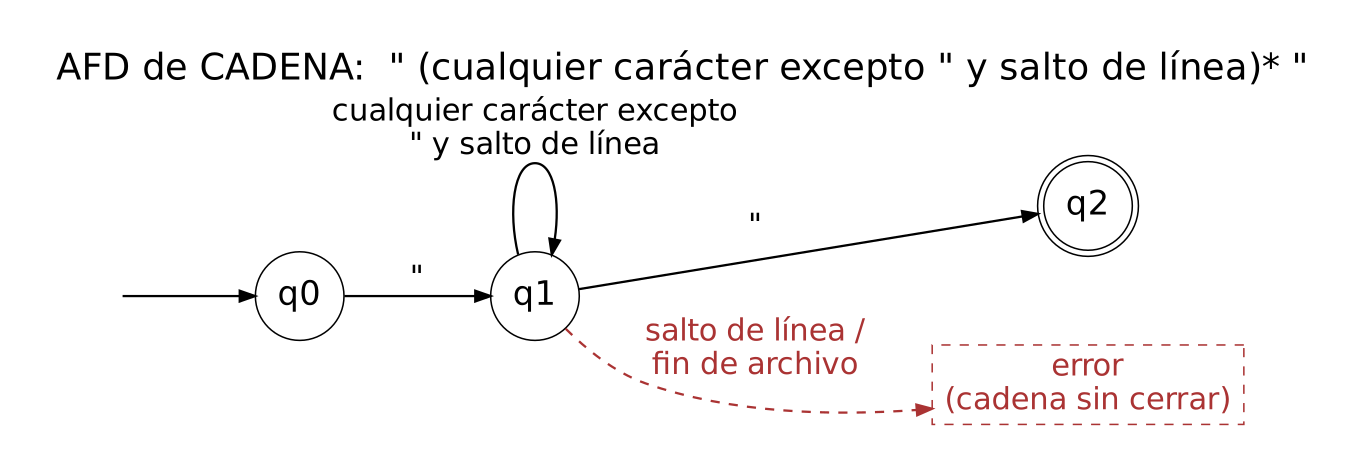 AFD de CADENA:  " (cualquier carácter excepto " y salto de línea)* "
cualquier carácter excepto
" y salto de línea
q2
"
"
q0
q1
salto de línea /
fin de archivo
error
(cadena sin cerrar)